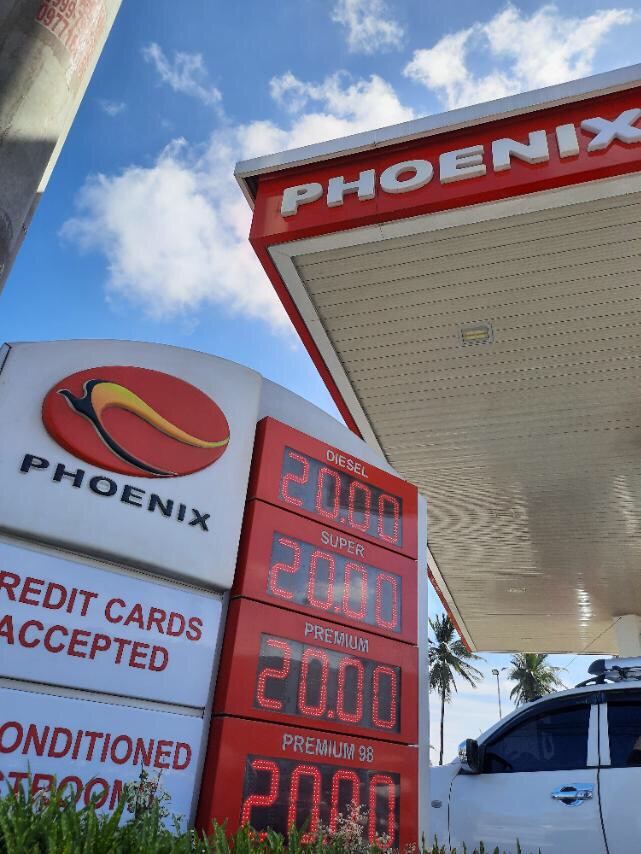 PHOENIX
PHOENIX
DIESEL
20.00
SUPER
20.00
PREMIUM
20.00
PREMIUM 98
20.00
REDIT CARDS
ACCEPTED
ONDITIONED
STROOM